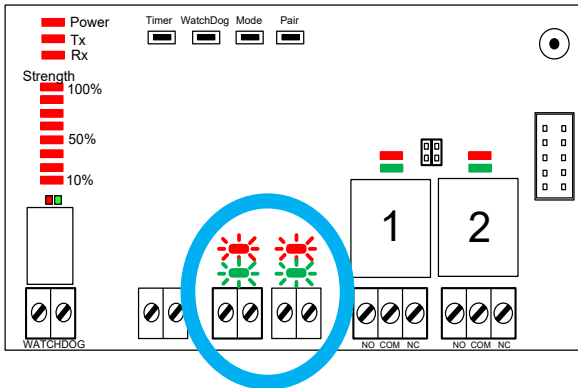 Power
Tx
Rx
Timer WatchDog Mode Pair
Strength
100%
50%
10%
1 2
WATCHDOG
NO COM NC NO COM NC